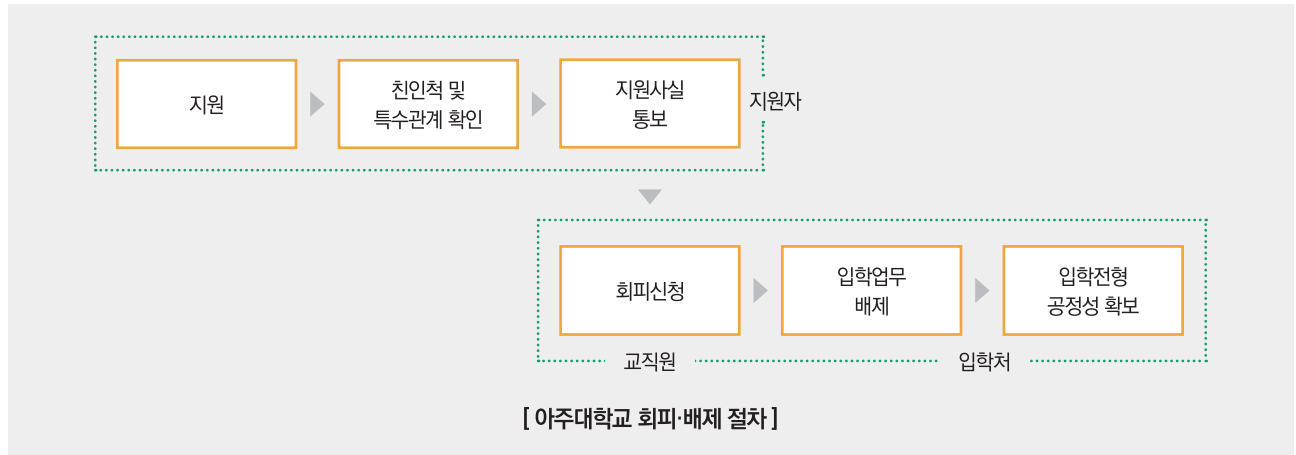 지원
친인척 및
특수관계 확인
지원사실
통보
지원자
회피신청
입학업무
배제
입학전형
공정성 확보
교직원
입학처
[ 아주대학교 회피·배제 절차 ]